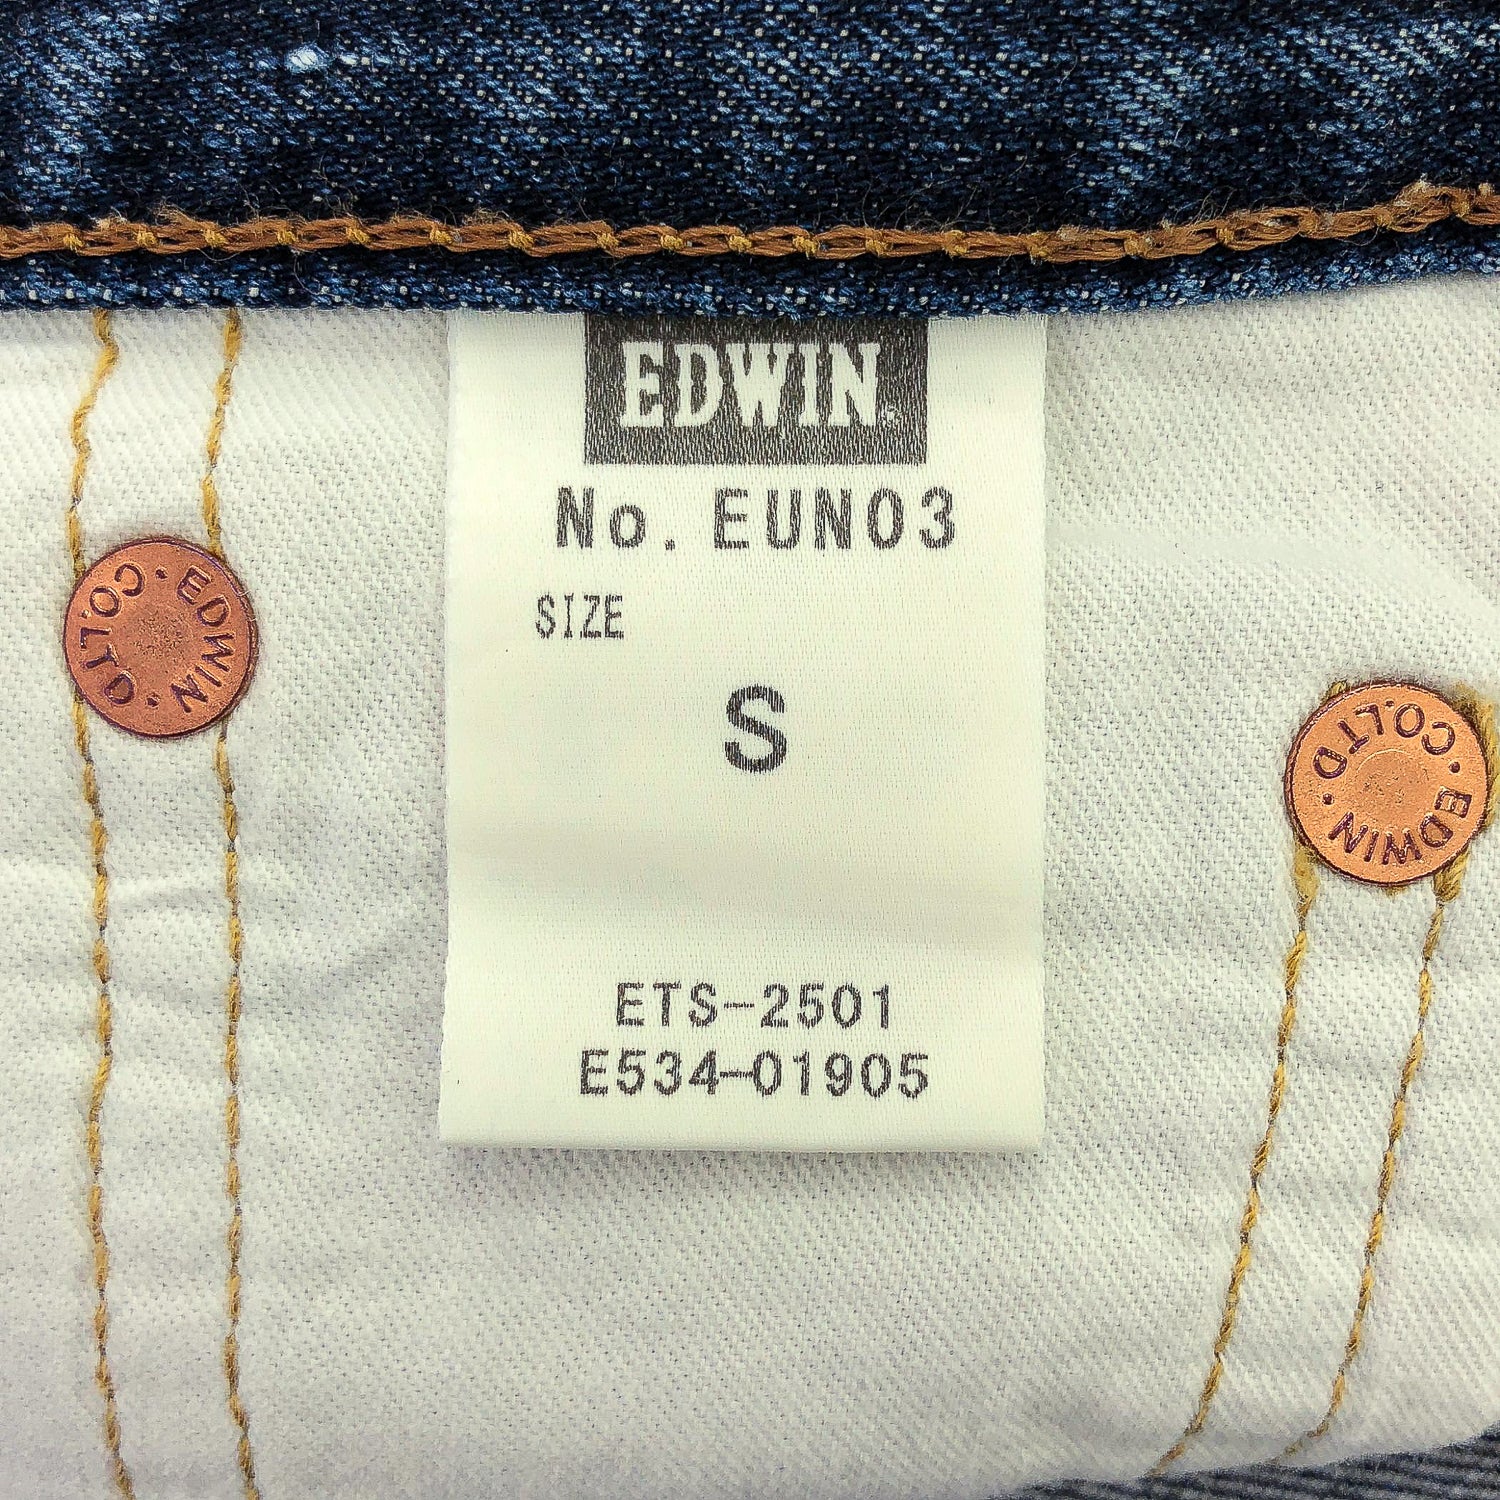 EDWIN.
No. EUN03
SIZE
S
ETS-2501
E534-01905
EDWIN · CO.LTD ·
EDWIN · CO.LTD ·